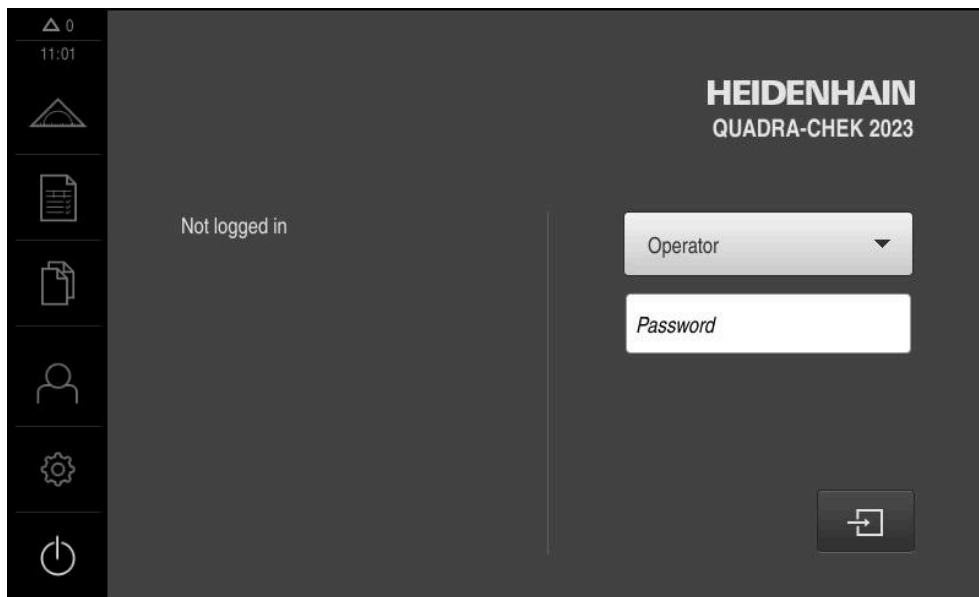 0
11:01
HEIDENHAIN
QUADRA-CHEK 2023
Not logged in
Operator
Password